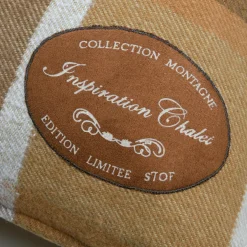 COLLECTION MONTAGNE
Inspiration Chalet
EDITION LIMITEE STOF